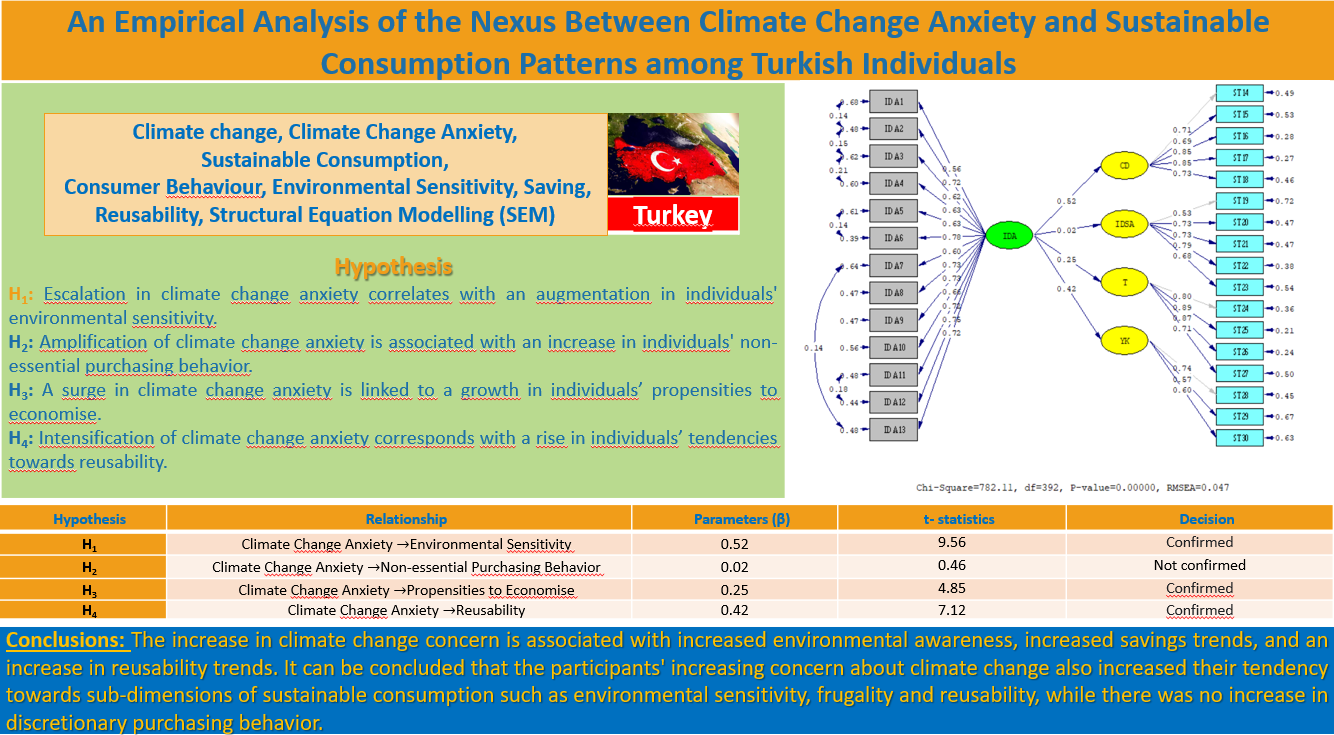 An Empirical Analysis of the Nexus Between Climate Change Anxiety and Sustainable
Consumption Patterns among Turkish Individuals
Climate change, Climate Change Anxiety,
Sustainable Consumption,
Consumer Behaviour, Environmental Sensitivity, Saving,
Reusability, Structural Equation Modelling (SEM)
Turkey
Hypothesis
H1: Escalation in climate change anxiety correlates with an augmentation in individuals'
environmental sensitivity.
H2: Amplification of climate change anxiety is associated with an increase in individuals' non-
essential purchasing behavior.
H3: A surge in climate change anxiety is linked to a growth in individuals’ propensities to
economise.
H4: Intensification of climate change anxiety corresponds with a rise in individuals’ tendencies
towards reusability.
0.68 IDA1
0.14
0.48 IDA2
0.15
0.62 IDA3
0.21
0.60 IDA4
0.61 IDA5
0.14
0.39 IDA6
0.64 IDA7
0.47 IDA8
0.47 IDA9
0.14
0.56 IDA10
0.48 IDA11
0.18
0.44 IDA12
0.48 IDA13
0.56
0.72
0.62
0.63
0.63
0.78
0.60
0.73
0.73
0.66
0.72
0.75
0.72
IDA
0.52
0.02
0.25
0.42
CD
IDSA
T
YK
0.71
0.69
0.85
0.85
0.73
0.53
0.73
0.73
0.79
0.68
0.80
0.89
0.87
0.71
0.74
0.57
0.60
ST14 0.49
ST15 0.53
ST16 0.28
ST17 0.27
ST18 0.46
ST19 0.72
ST20 0.47
ST21 0.47
ST22 0.38
ST23 0.54
ST24 0.36
ST25 0.21
ST26 0.24
ST27 0.50
ST28 0.45
ST29 0.67
ST30 0.63
Chi-Square=782.11, df=392, P-value=0.00000, RMSEA=0.047
Hypothesis Relationship Parameters (β) t- statistics Decision
H1 Climate Change Anxiety →Environmental Sensitivity 0.52 9.56 Confirmed
H2 Climate Change Anxiety →Non-essential Purchasing Behavior 0.02 0.46 Not confirmed
H3 Climate Change Anxiety →Propensities to Economise 0.25 4.85 Confirmed
H4 Climate Change Anxiety →Reusability 0.42 7.12 Confirmed
Conclusions: The increase in climate change concern is associated with increased environmental awareness, increased savings trends, and an
increase in reusability trends. It can be concluded that the participants' increasing concern about climate change also increased their tendency
towards sub-dimensions of sustainable consumption such as environmental sensitivity, frugality and reusability, while there was no increase in
discretionary purchasing behavior.